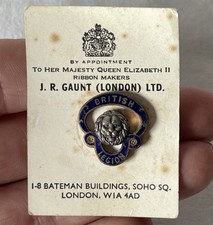 BY APPOINTMENT
TO HER MAJESTY QUEEN ELIZABETH II
RIBBON MAKERS
J. R. GAUNT (LONDON) LTD.
BRITISH
LEGION
1-8 BATEMAN BUILDINGS, SOHO SQ.
LONDON, W1A 4AD